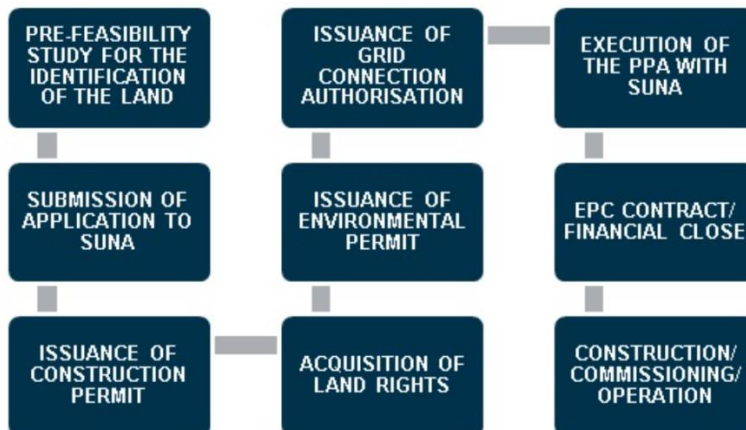 PRE-FEASIBILITY
STUDY FOR THE
IDENTIFICATION
OF THE LAND
SUBMISSION OF
APPLICATION TO
SUNA
ISSUANCE OF
CONSTRUCTION
PERMIT
ACQUISITION OF
LAND RIGHTS
ISSUANCE OF
ENVIRONMENTAL
PERMIT
ISSUANCE OF
GRID
CONNECTION
AUTHORISATION
EXECUTION OF
THE PPA WITH
SUNA
EPC CONTRACT/
FINANCIAL CLOSE
CONSTRUCTION/
COMMISSIONING/
OPERATION